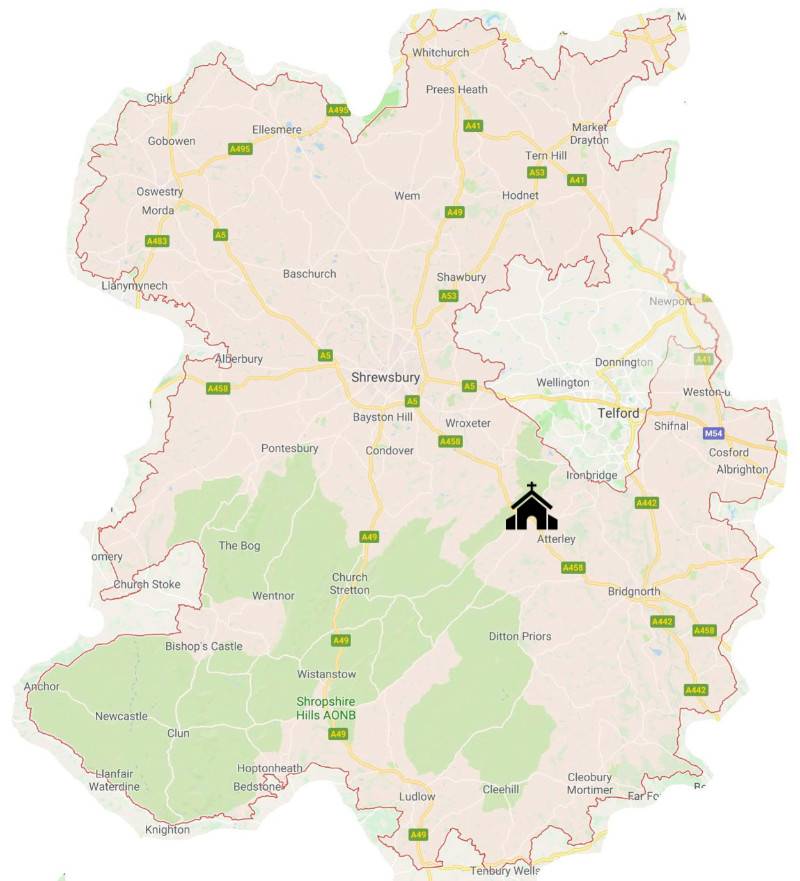 M
Whitchurch
Prees Heath
Chirk
A495
Ellesmere
A41
Market
Drayton
Gobowen
A495
Tern Hill
A53
A41
Oswestry
Wem
Hodnet
Morda
A49
A5
A483
Baschurch
Shawbury
Llanymynech
A53
Newport
A5
Alberbury
A41
Donnington
Shrewsbury
Wellington
A458
A5
Weston-u
A5
Telford
Bayston Hill
Wroxeter
Shifnal
M54
A458
Pontesbury
Condover
Cosford
Albrighton
Ironbridge
A442
The Bog
A49
Atterley
omery
A458
Church Stoke
Church
Stretton
Wentnor
Bridgnorth
A442
A458
Bishop's Castle
A49
Ditton Priors
Wistanstow
Anchor
A442
Shropshire
Hills AONB
Newcastle
Clun
A49
Llanfair
Waterdine
Hoptonheath
Bedstone
Cleobury
Mortimer
Ludlow
Cleehill
Far Fo
Knighton
A49
Tenbury Wells